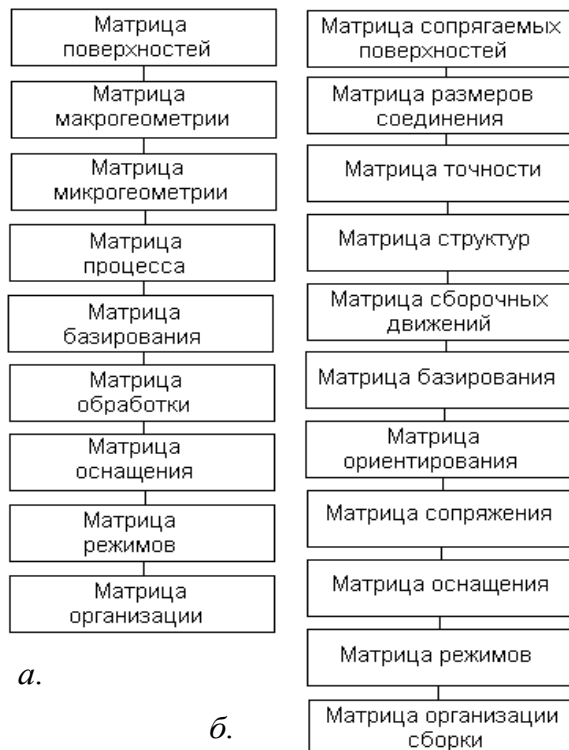 Матрица
поверхностей
Матрица
макрогеометрии
Матрица
микрогеометрии
Матрица
процесса
Матрица
базирования
Матрица
обработки
Матрица
оснащения
Матрица
режимов
Матрица
организации
а.
Матрица сопрягаемых
поверхностей
Матрица размеров
соединения
Матрица точности
Матрица структур
Матрица сборочных
движений
Матрица базирования
Матрица
ориентирования
Матрица сопряжения
Матрица оснащения
Матрица режимов
Матрица организации
сборки
б.